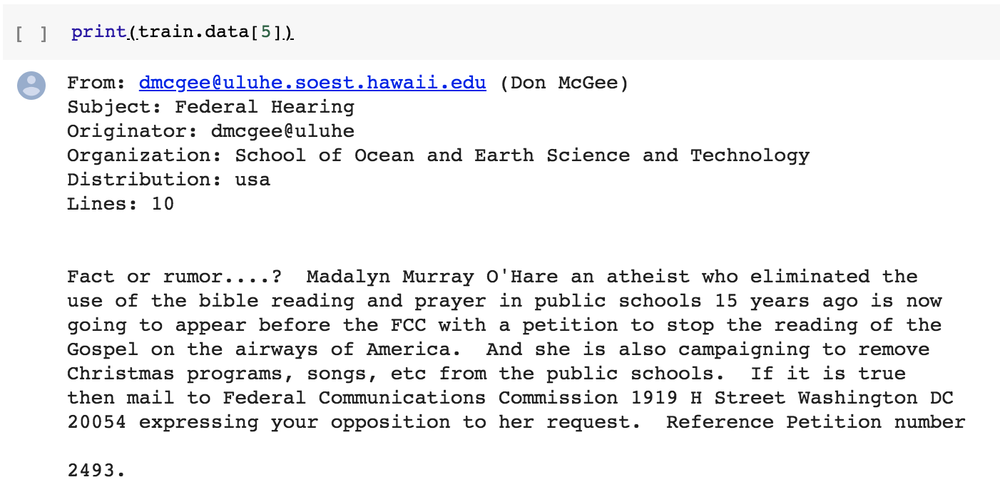 [ ] print(train.data[5])
From: dmcgee@uluhe.soest.hawaii.edu (Don McGee)
Subject: Federal Hearing
Originator: dmcgee@uluhe
Organization: School of Ocean and Earth Science and Technology
Distribution: usa
Lines: 10
Fact or rumor....?  Madalyn Murray O'Hare an atheist who eliminated the
use of the bible reading and prayer in public schools 15 years ago is now
going to appear before the FCC with a petition to stop the reading of the
Gospel on the airways of America.  And she is also campaigning to remove
Christmas programs, songs, etc from the public schools.  If it is true
then mail to Federal Communications Commission 1919 H Street Washington DC
20054 expressing your opposition to her request.  Reference Petition number
2493.